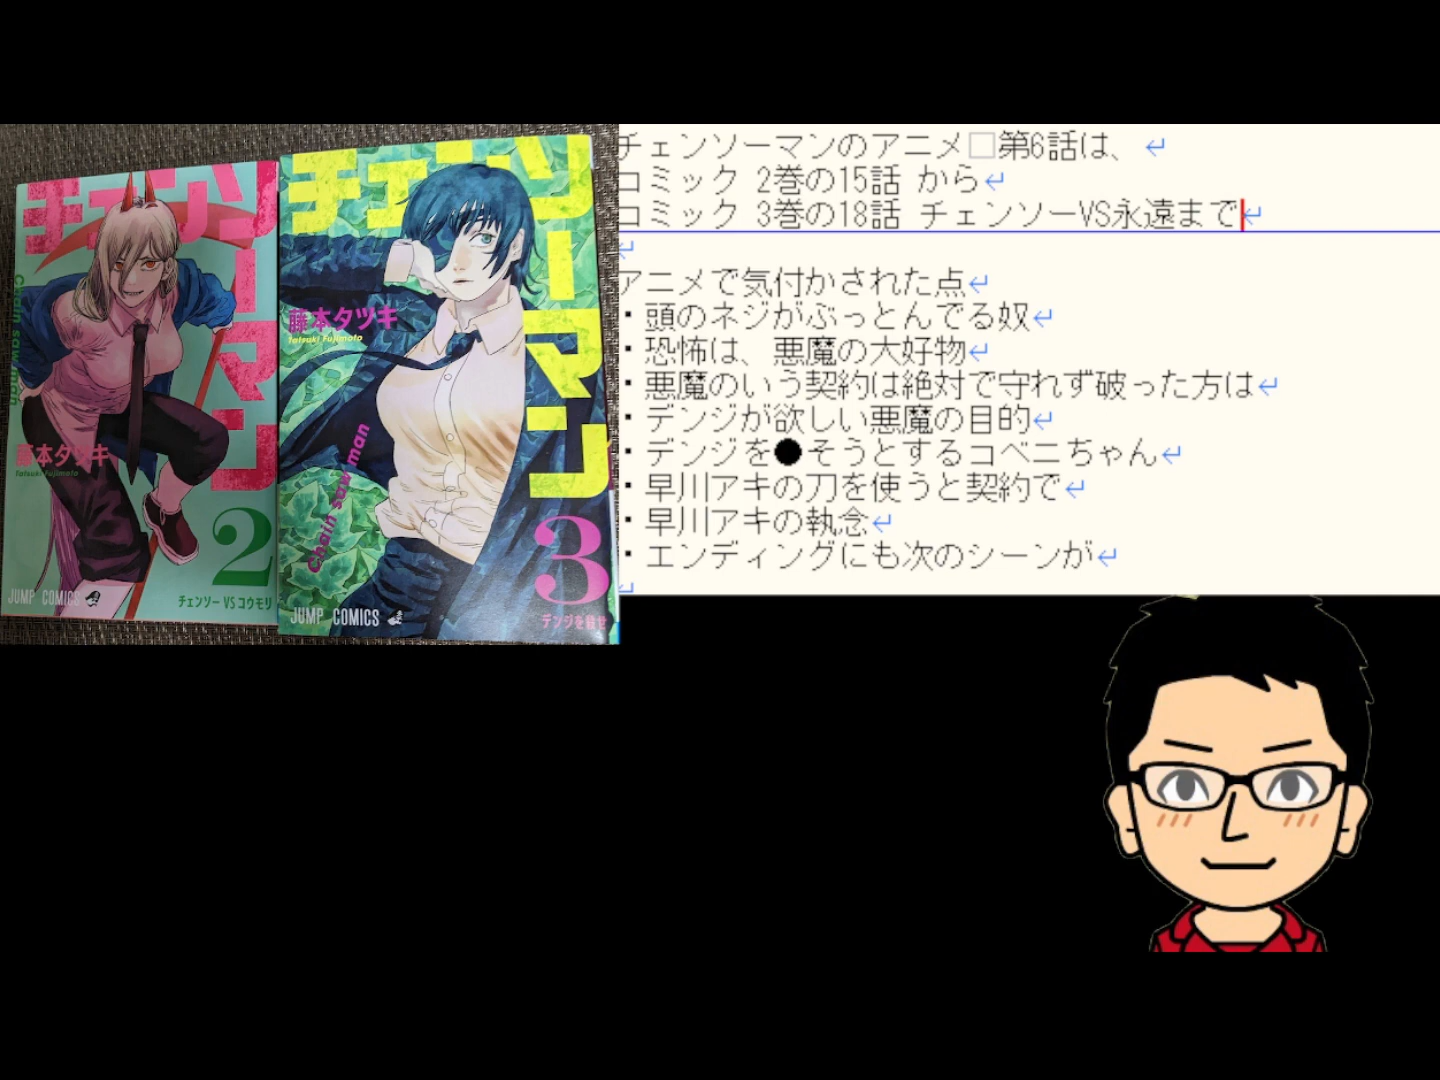 チェンソーマン
Chain saw man
藤本タツキ
Tatsuki Fujimoto
2
チェンソーVSコウモリ
JUMP COMICS
チェンソーマン
藤本タツキ
Tatsuki Fujimoto
Chain saw man
3
デンジを殺せ
JUMP COMICS
チェンソーマンのアニメ□第6話は、
コミック 2巻の15話 から
コミック 3巻の18話 チェンソーVS永遠まで
アニメで気付かされた点
・頭のネジがぶっとんでる奴
・恐怖は、悪魔の大好物
・悪魔のいう契約は絶対で守れず破った方は
・デンジが欲しい悪魔の目的
・デンジを●そうとするコベニちゃん
・早川アキの刀を使うと契約で
・早川アキの執念
・エンディングにも次のシーンが